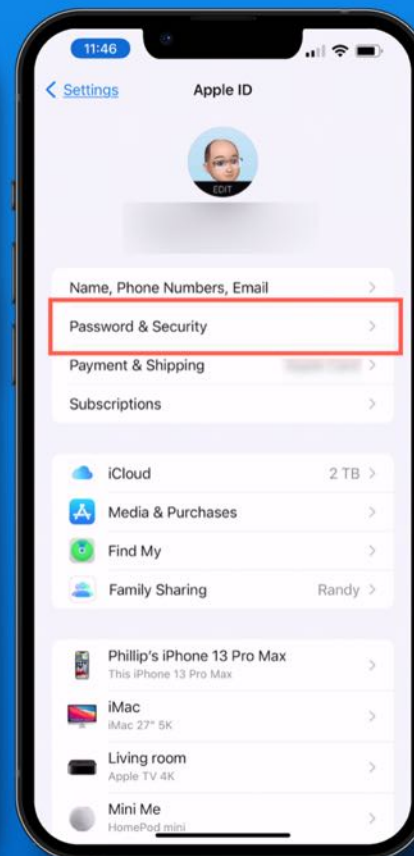 11:46
Settings
Apple ID
EDIT
Name, Phone Numbers, Email
Password & Security
Payment & Shipping
Subscriptions
iCloud 2 TB
Media & Purchases
Find My
Family Sharing Randy
Phillip's iPhone 13 Pro Max
This iPhone 13 Pro Max
iMac
iMac 27" 5K
Living room
Apple TV 4K
Mini Me
HomePod mini